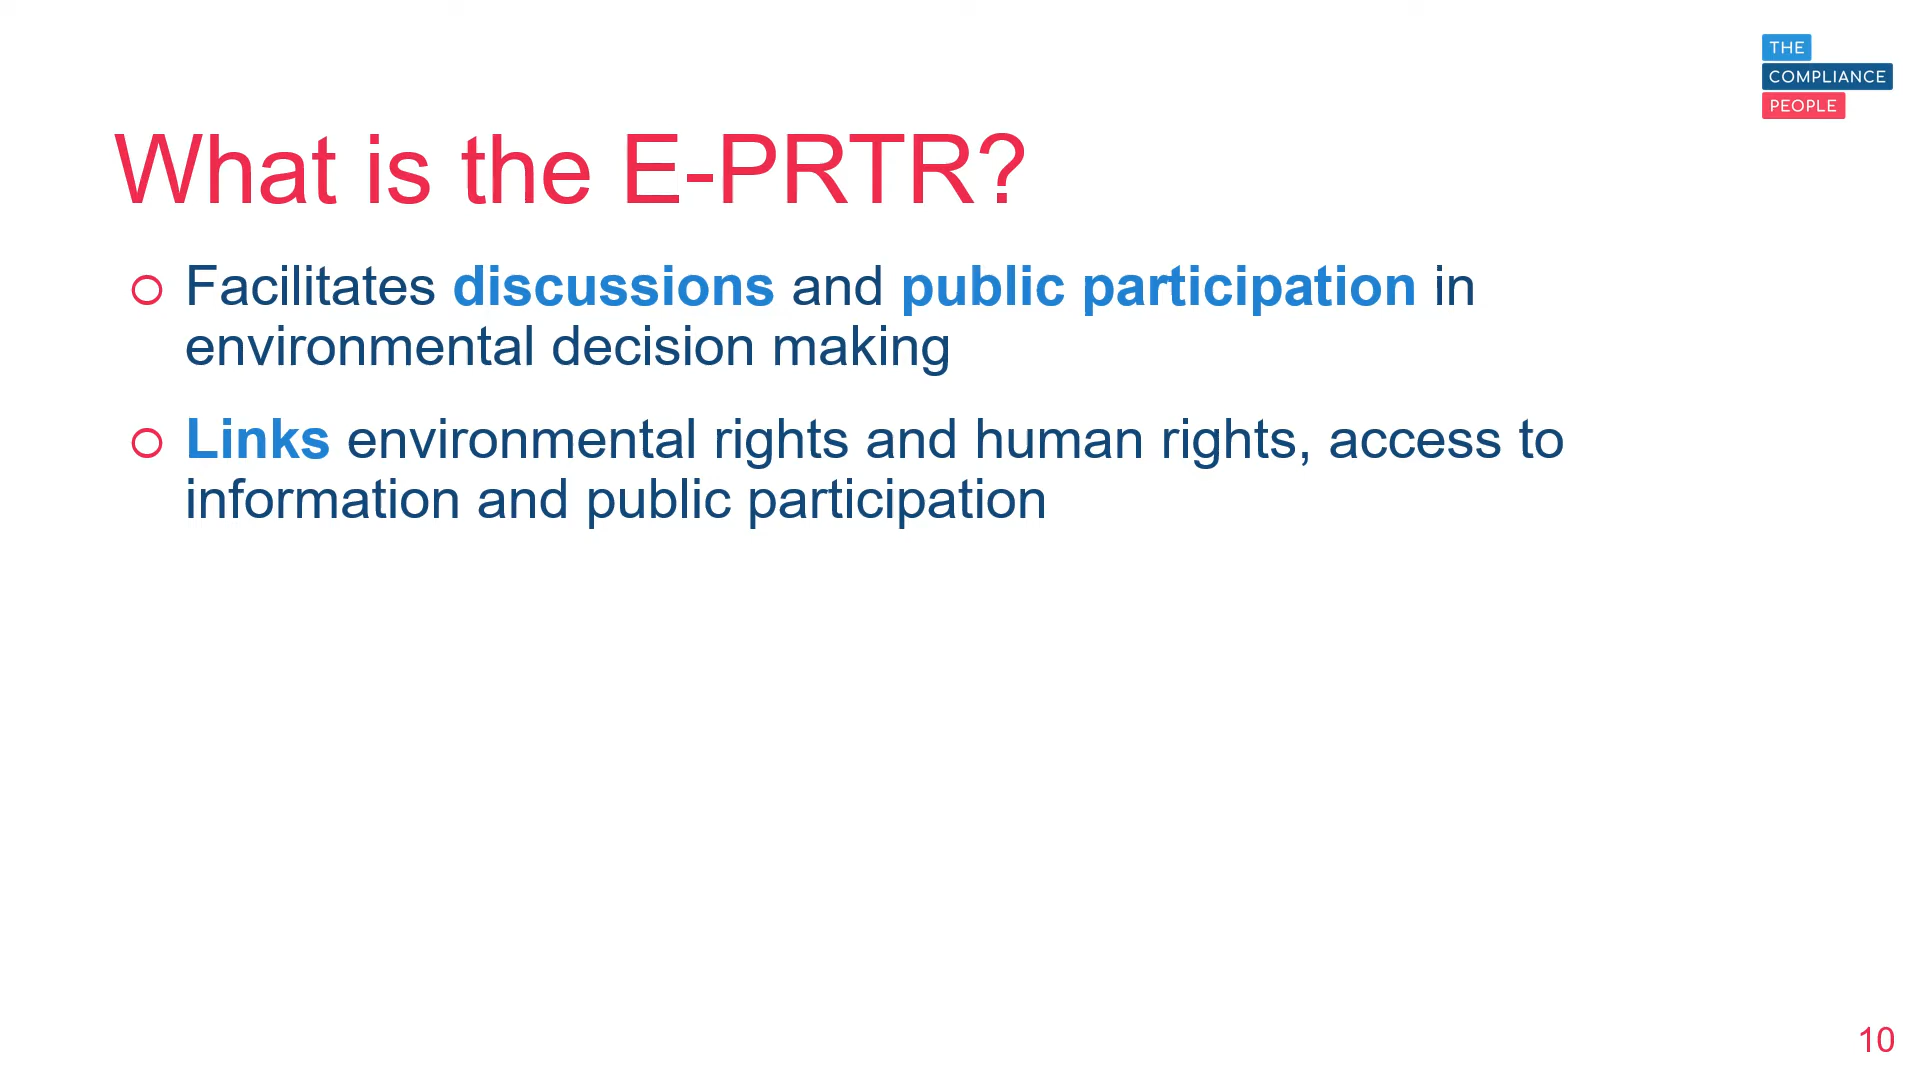 THE
COMPLIANCE
PEOPLE
What is the E-PRTR?
Facilitates discussions and public participation in
environmental decision making
Links environmental rights and human rights, access to
information and public participation
10